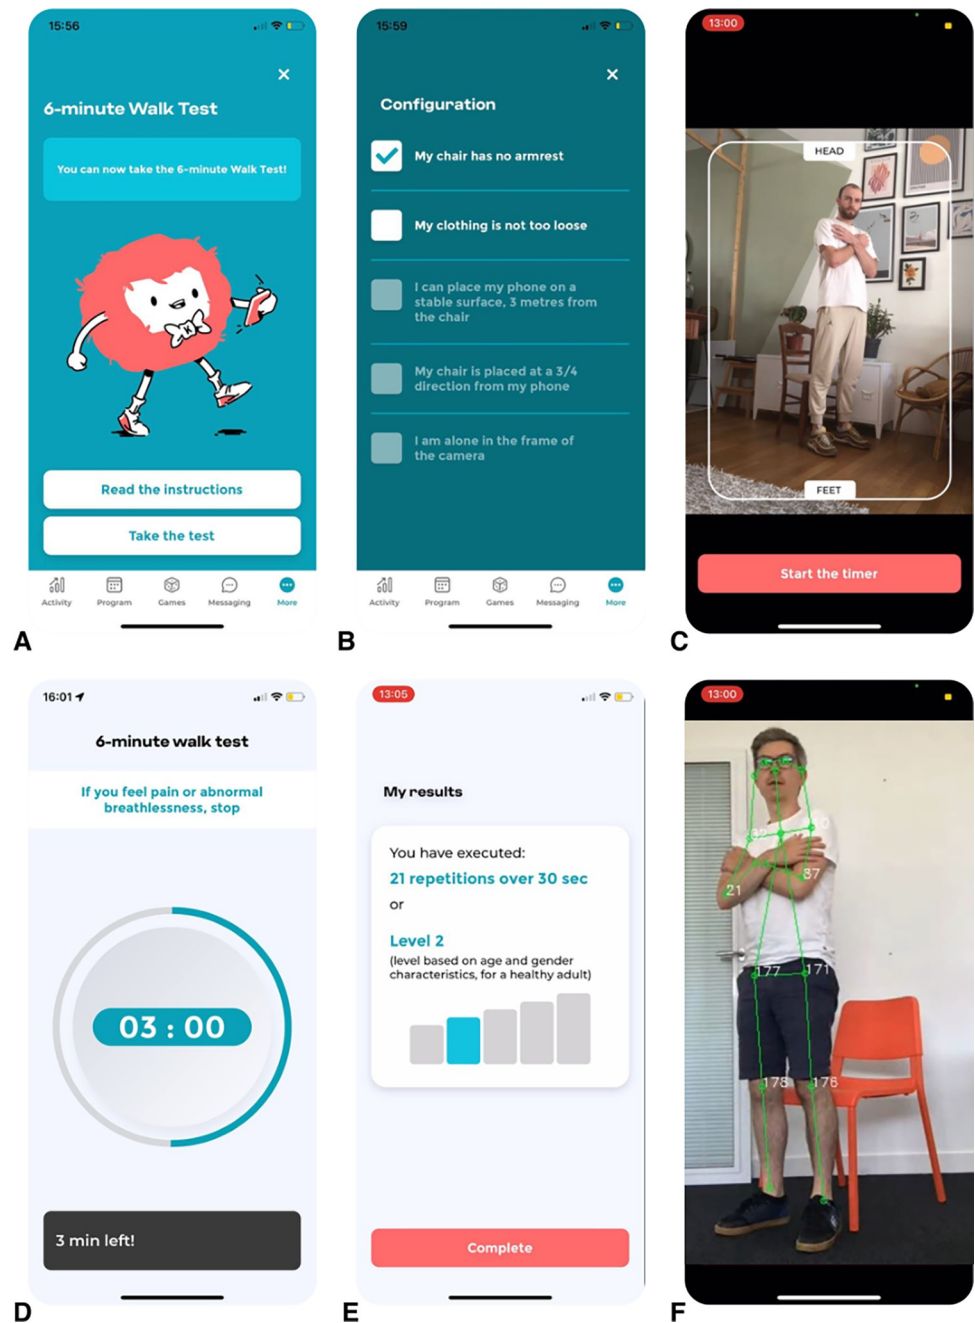 15:56
6-minute Walk Test
You can now take the 6-minute Walk Test!
K
Read the instructions
Take the test
Activity
Program
Games
Messaging
More
A
15:59
Configuration
My chair has no armrest
My clothing is not too loose
I can place my phone on a
stable surface, 3 metres from
the chair
My chair is placed at a 3/4
direction from my phone
I am alone in the frame of
the camera
Activity
Program
Games
Messaging
More
B
13:00
HEAD
FEET
Start the timer
C
16:01
6-minute walk test
If you feel pain or abnormal
breathlessness, stop
03 : 00
3 min left!
D
13:05
My results
You have executed:
21 repetitions over 30 sec
or
Level 2
(level based on age and gender
characteristics, for a healthy adult)
Complete
E
13:00
21
37
177
171
178
176
F